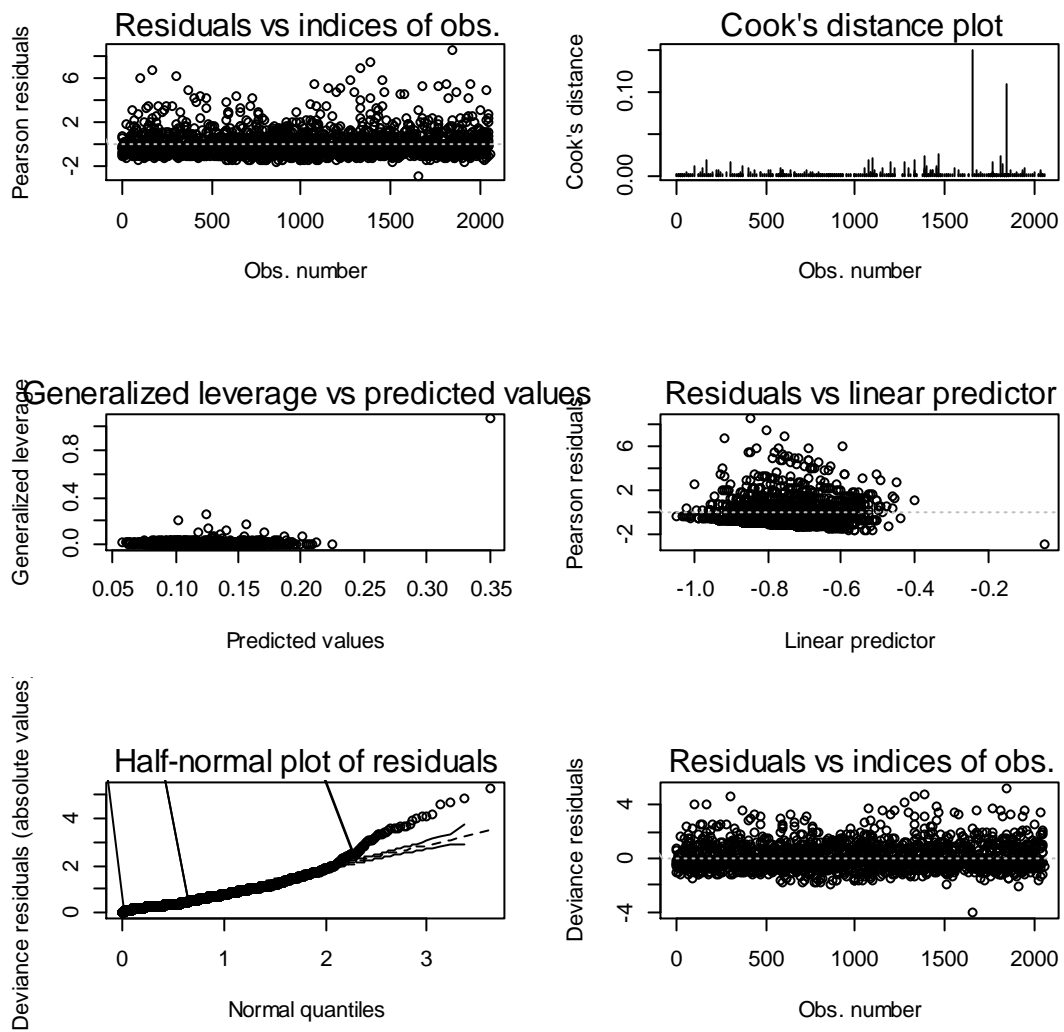 Residuals vs indices of obs.
Pearson residuals
6
2
-2
0 500 1000 1500 2000
Obs. number
Cook's distance plot
Cook's distance
0.10
0.00
0 500 1000 1500 2000
Obs. number
Generalized leverage vs predicted values
Generalized leverage
0.8
0.4
0.0
0.05 0.10 0.15 0.20 0.25 0.30 0.35
Predicted values
Residuals vs linear predictor
Pearson residuals
6
2
-2
-1.0 -0.8 -0.6 -0.4 -0.2
Linear predictor
Half-normal plot of residuals
Deviance residuals (absolute values)
4
2
0
0 1 2 3
Normal quantiles
Residuals vs indices of obs.
Deviance residuals
4
0
-4
0 500 1000 1500 2000
Obs. number